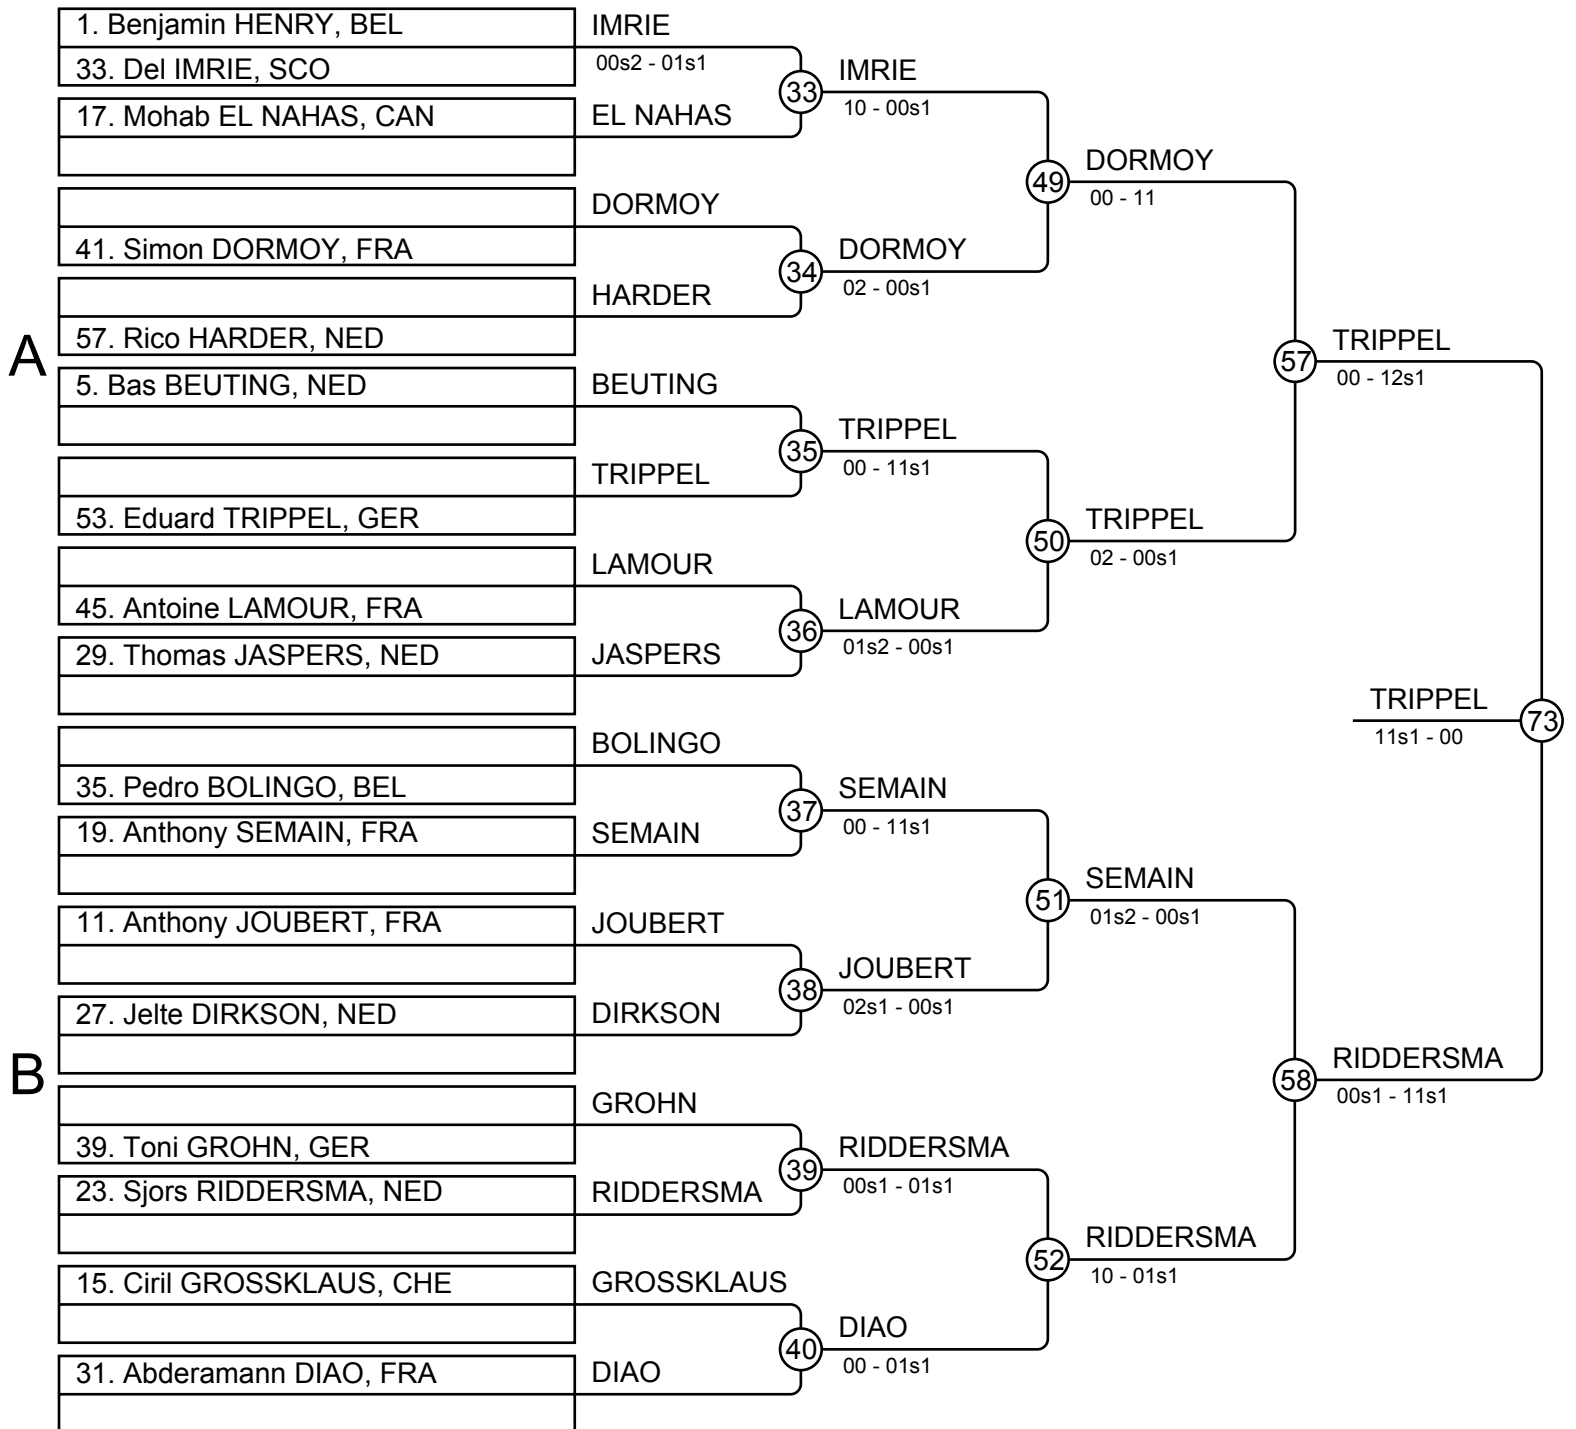 1. Benjamin HENRY, BEL
33. Del IMRIE, SCO
17. Mohab EL NAHAS, CAN
41. Simon DORMOY, FRA
57. Rico HARDER, NED
A
5. Bas BEUTING, NED
53. Eduard TRIPPEL, GER
45. Antoine LAMOUR, FRA
29. Thomas JASPERS, NED
35. Pedro BOLINGO, BEL
19. Anthony SEMAIN, FRA
11. Anthony JOUBERT, FRA
27. Jelte DIRKSON, NED
B
39. Toni GROHN, GER
23. Sjors RIDDERSMA, NED
15. Ciril GROSSKLAUS, CHE
31. Abderamann DIAO, FRA
IMRIE
00s2 - 01s1
EL NAHAS
DORMOY
HARDER
BEUTING
TRIPPEL
LAMOUR
JASPERS
BOLINGO
SEMAIN
JOUBERT
DIRKSON
GROHN
RIDDERSMA
GROSSKLAUS
DIAO
33
IMRIE
10 - 00s1
34
DORMOY
02 - 00s1
35
TRIPPEL
00 - 11s1
36
LAMOUR
01s2 - 00s1
37
SEMAIN
00 - 11s1
38
JOUBERT
02s1 - 00s1
39
RIDDERSMA
00s1 - 01s1
40
DIAO
00 - 01s1
49
DORMOY
00 - 11
50
TRIPPEL
02 - 00s1
51
SEMAIN
01s2 - 00s1
52
RIDDERSMA
10 - 01s1
57
TRIPPEL
00 - 12s1
58
RIDDERSMA
00s1 - 11s1
TRIPPEL
11s1 - 00
73